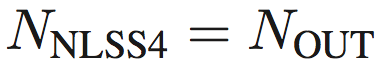 N_NLSS4 = N_OUT